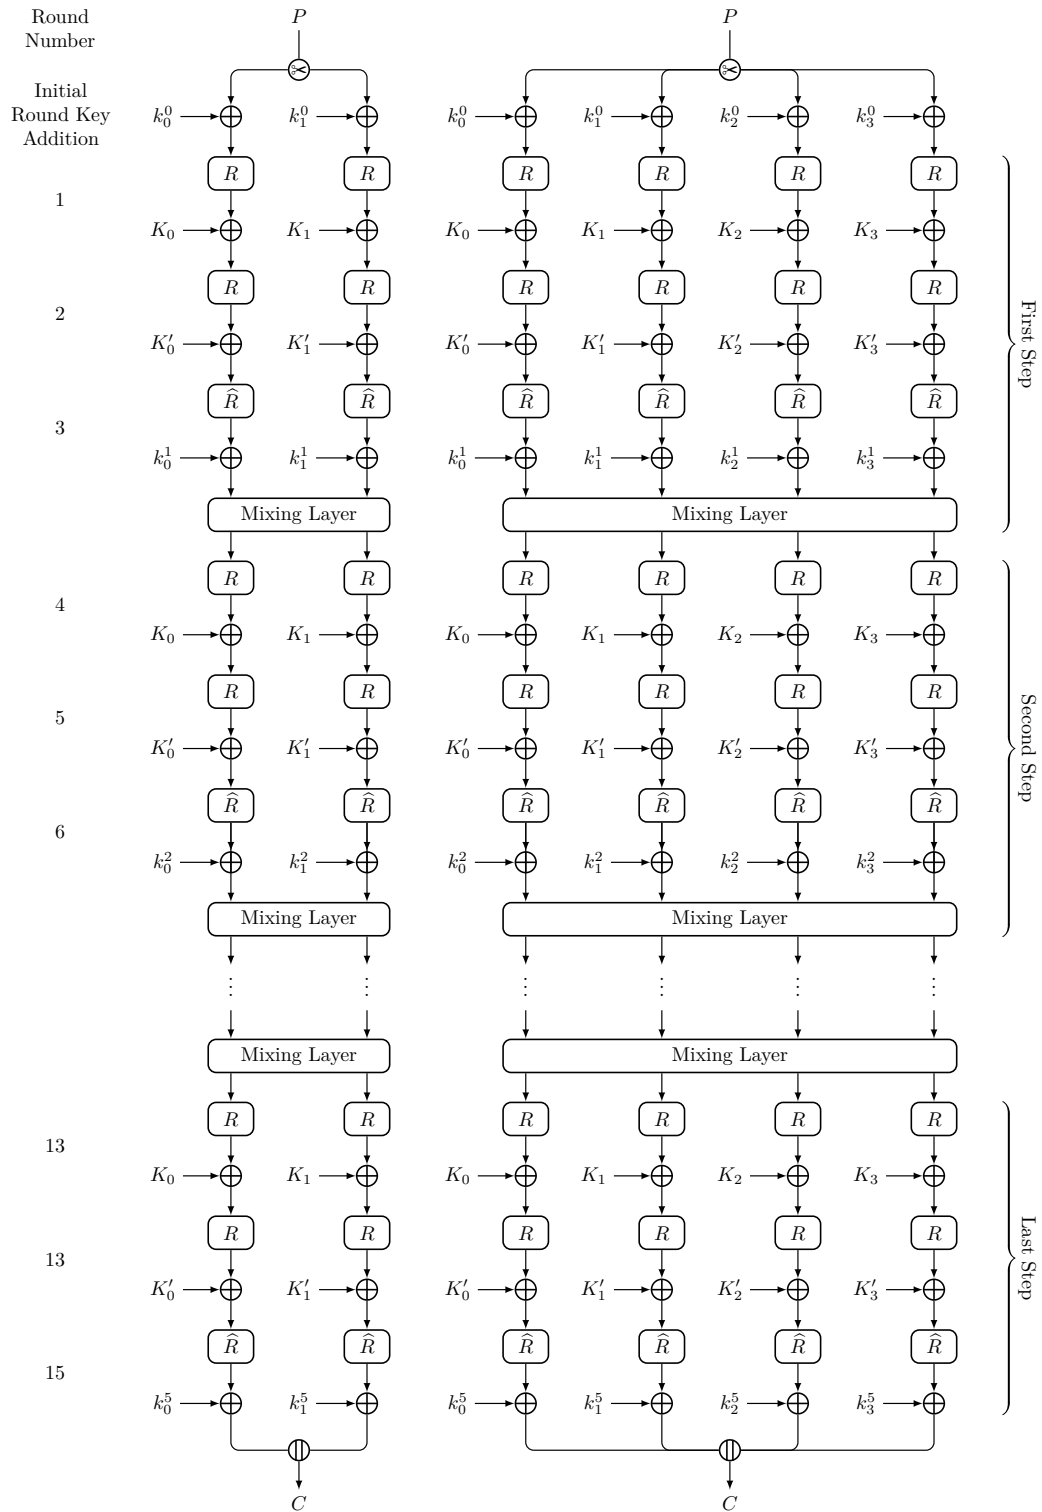 Round
Number
P P
Initial
Round Key
Addition
k_0^0 k_1^0 k_0^0 k_1^0 k_2^0 k_3^0
R R R R R R
1
K_0 K_1 K_0 K_1 K_2 K_3
R R R R R R
2
K'_0 K'_1 K'_0 K'_1 K'_2 K'_3
First Step
R̂ R̂ R̂ R̂ R̂ R̂
3
k_0^1 k_1^1 k_0^1 k_1^1 k_2^1 k_3^1
Mixing Layer Mixing Layer
R R R R R R
4
K_0 K_1 K_0 K_1 K_2 K_3
R R R R R R
5
K'_0 K'_1 K'_0 K'_1 K'_2 K'_3
Second Step
R̂ R̂ R̂ R̂ R̂ R̂
6
k_0^2 k_1^2 k_0^2 k_1^2 k_2^2 k_3^2
Mixing Layer Mixing Layer
⋮ ⋮ ⋮ ⋮ ⋮ ⋮
Mixing Layer Mixing Layer
R R R R R R
13
K_0 K_1 K_0 K_1 K_2 K_3
R R R R R R
13
K'_0 K'_1 K'_0 K'_1 K'_2 K'_3
Last Step
R̂ R̂ R̂ R̂ R̂ R̂
15
k_0^5 k_1^5 k_0^5 k_1^5 k_2^5 k_3^5
C C